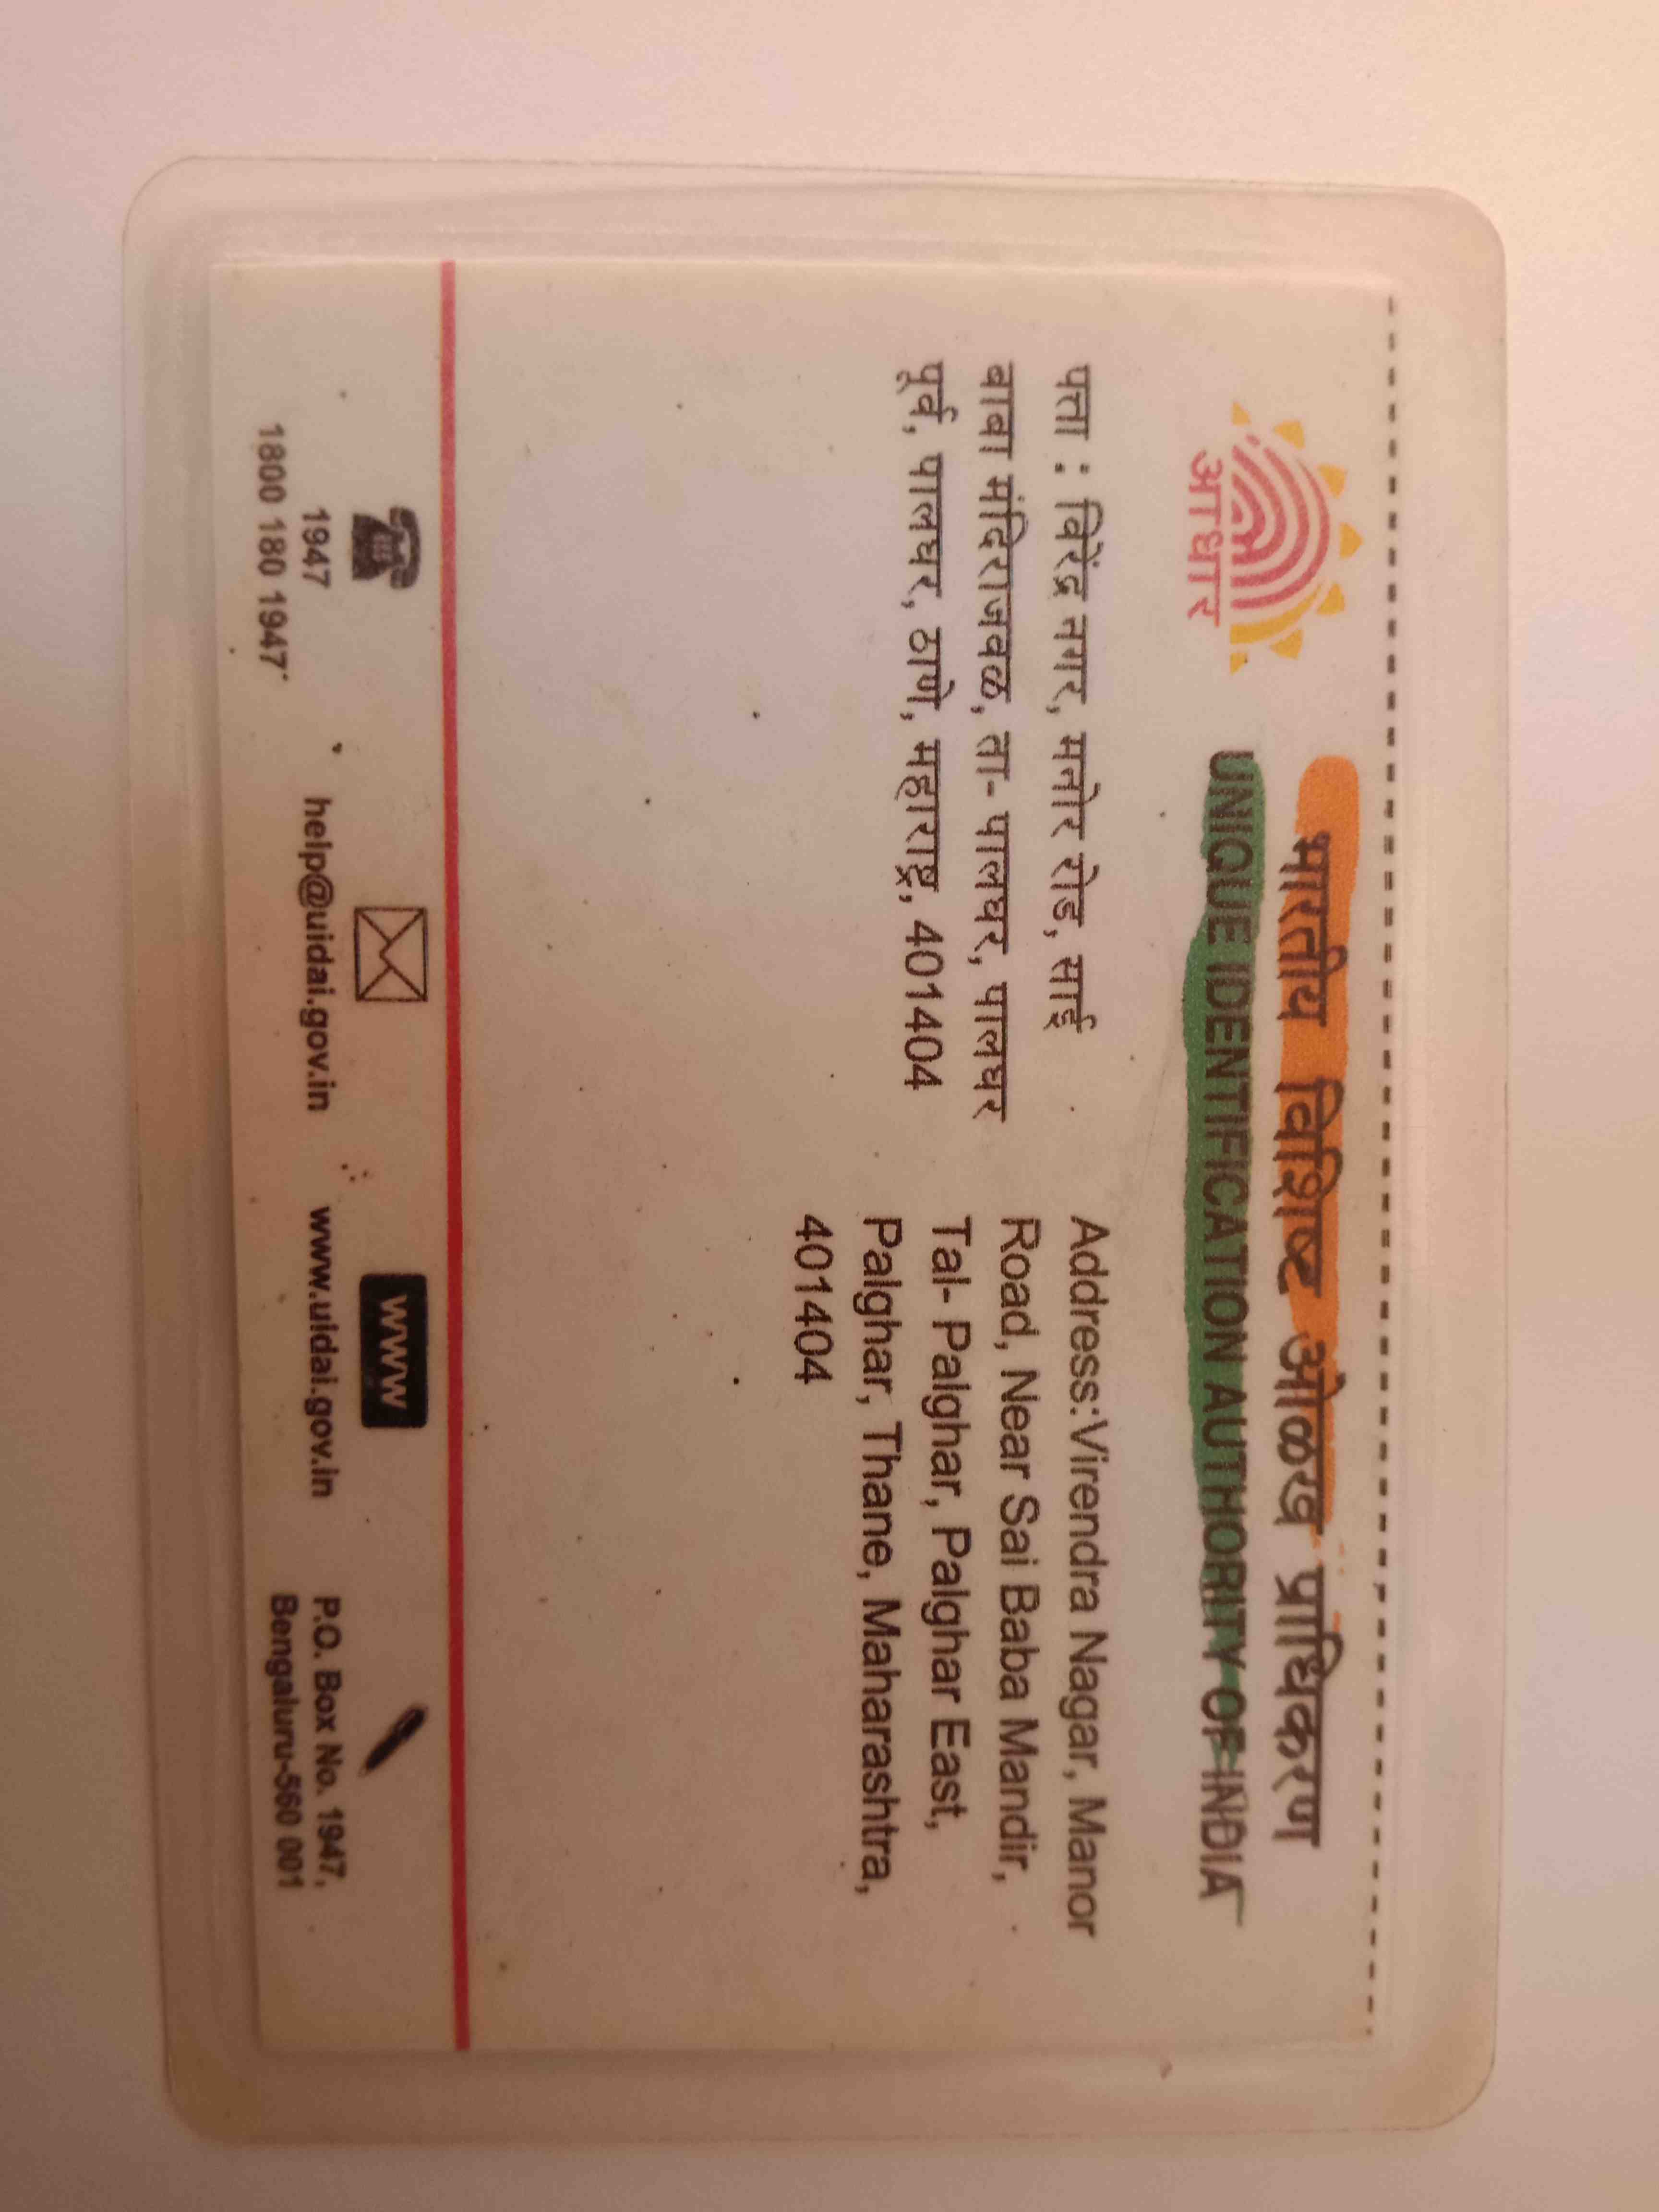 भारतीय विशिष्ट ओळख प्राधिकरण
UNIQUE IDENTIFICATION AUTHORITY OF INDIA
आधार
पत्ता : विरेंद्र नगर, मनोर रोड, साई
बाबा मंदिराजवळ, ता- पालघर, पालघर
पूर्व, पालघर, ठाणे, महाराष्ट्र, 401404
Address:Virendra Nagar, Manor
Road, Near Sai Baba Mandir,
Tal- Palghar, Palghar East,
Palghar, Thane, Maharashtra,
401404
1947
1800 180 1947
help@uidai.gov.in
www
www.uidai.gov.in
P.O. Box No. 1947,
Bengaluru-560 001